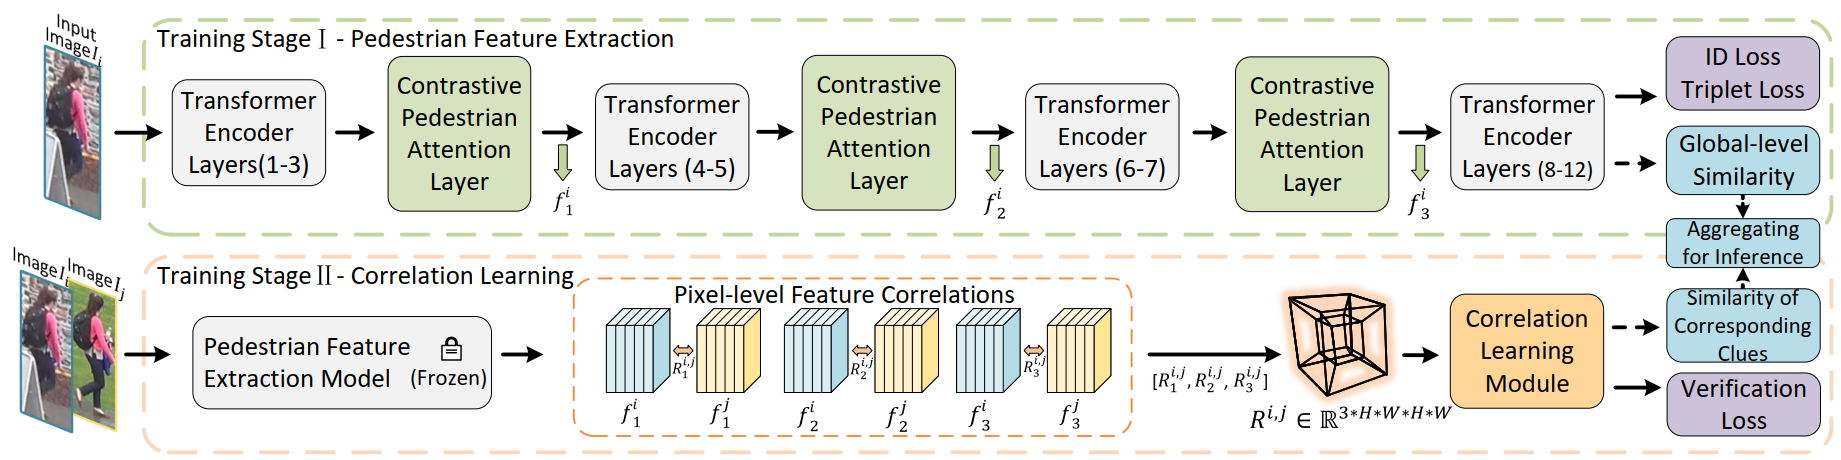 Input
Image I_i
Training Stage Ⅰ - Pedestrian Feature Extraction
Transformer
Encoder
Layers(1-3)
Contrastive
Pedestrian
Attention
Layer
f_1^i
Transformer
Encoder
Layers (4-5)
Contrastive
Pedestrian
Attention
Layer
f_2^i
Transformer
Encoder
Layers (6-7)
Contrastive
Pedestrian
Attention
Layer
f_3^i
Transformer
Encoder
Layers (8-12)
ID Loss
Triplet Loss
Global-level
Similarity
Aggregating
for Inference
Image I_i
Image I_j
Training Stage Ⅱ - Correlation Learning
Pedestrian Feature
Extraction Model
(Frozen)
Pixel-level Feature Correlations
R_1^{i,j}
R_2^{i,j}
R_3^{i,j}
f_1^i
f_1^j
f_2^i
f_2^j
f_3^i
f_3^j
[R_1^{i,j}, R_2^{i,j}, R_3^{i,j}]
R^{i,j} ∈ ℝ^{3*H*W*H*W}
Correlation
Learning
Module
Similarity of
Corresponding
Clues
Verification
Loss